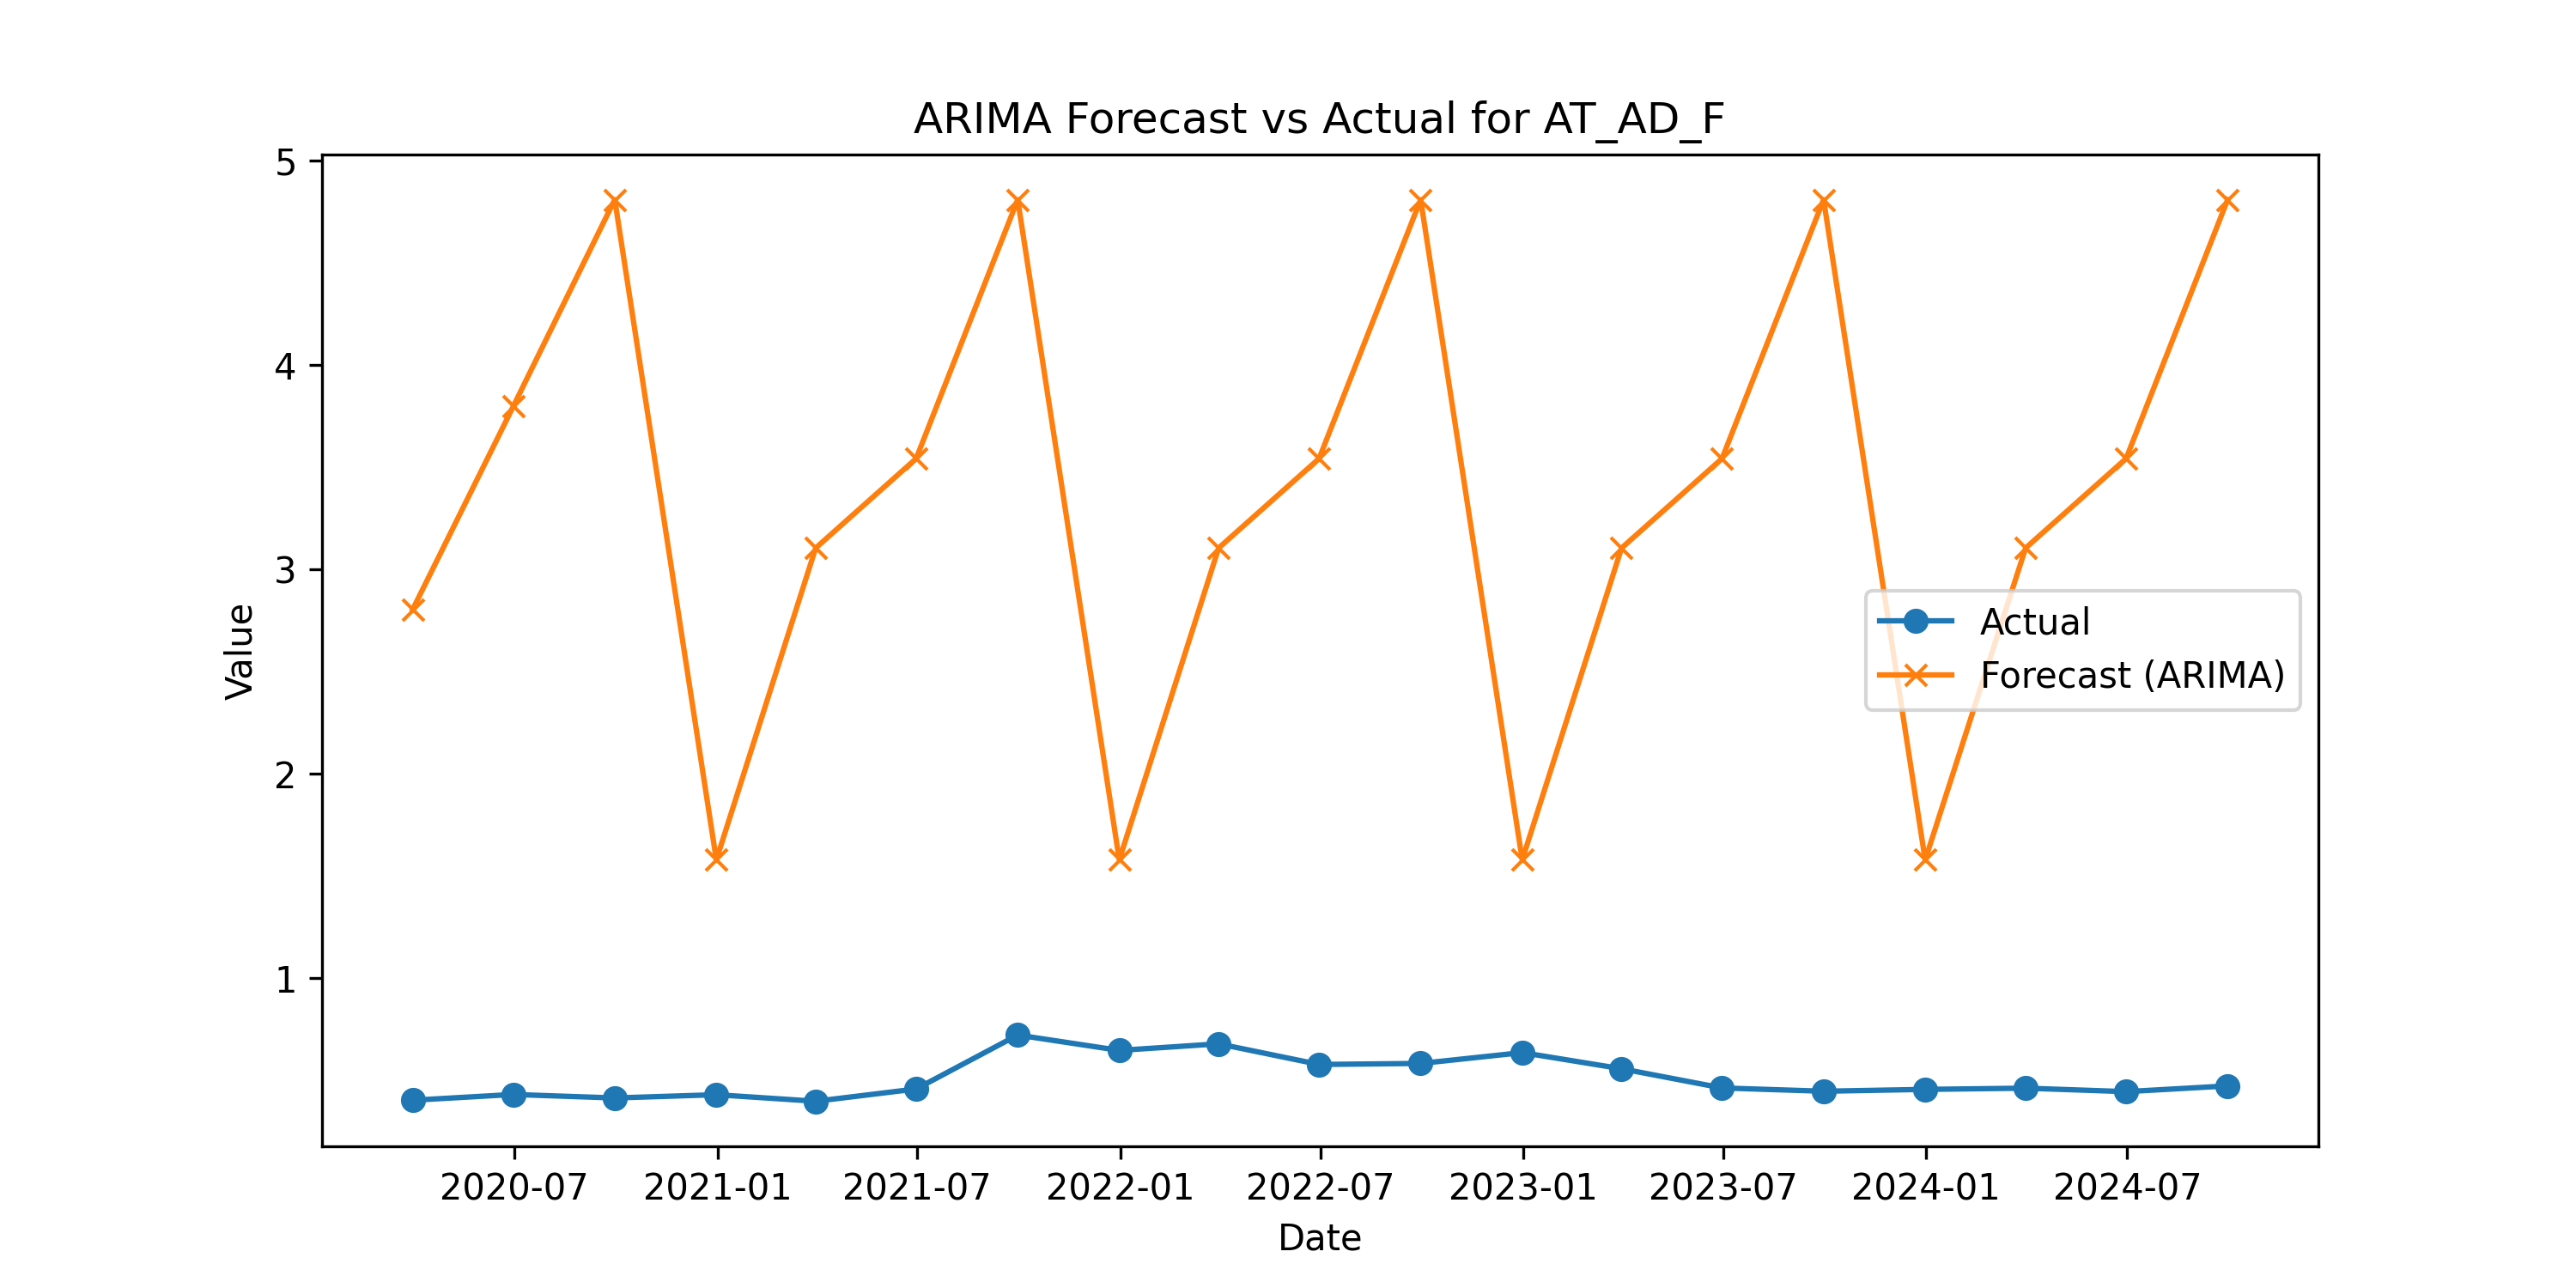 ARIMA Forecast vs Actual for AT_AD_F
5
4
3
2
1
Value
Actual
Forecast (ARIMA)
2020-07 2021-01 2021-07 2022-01 2022-07 2023-01 2023-07 2024-01 2024-07
Date